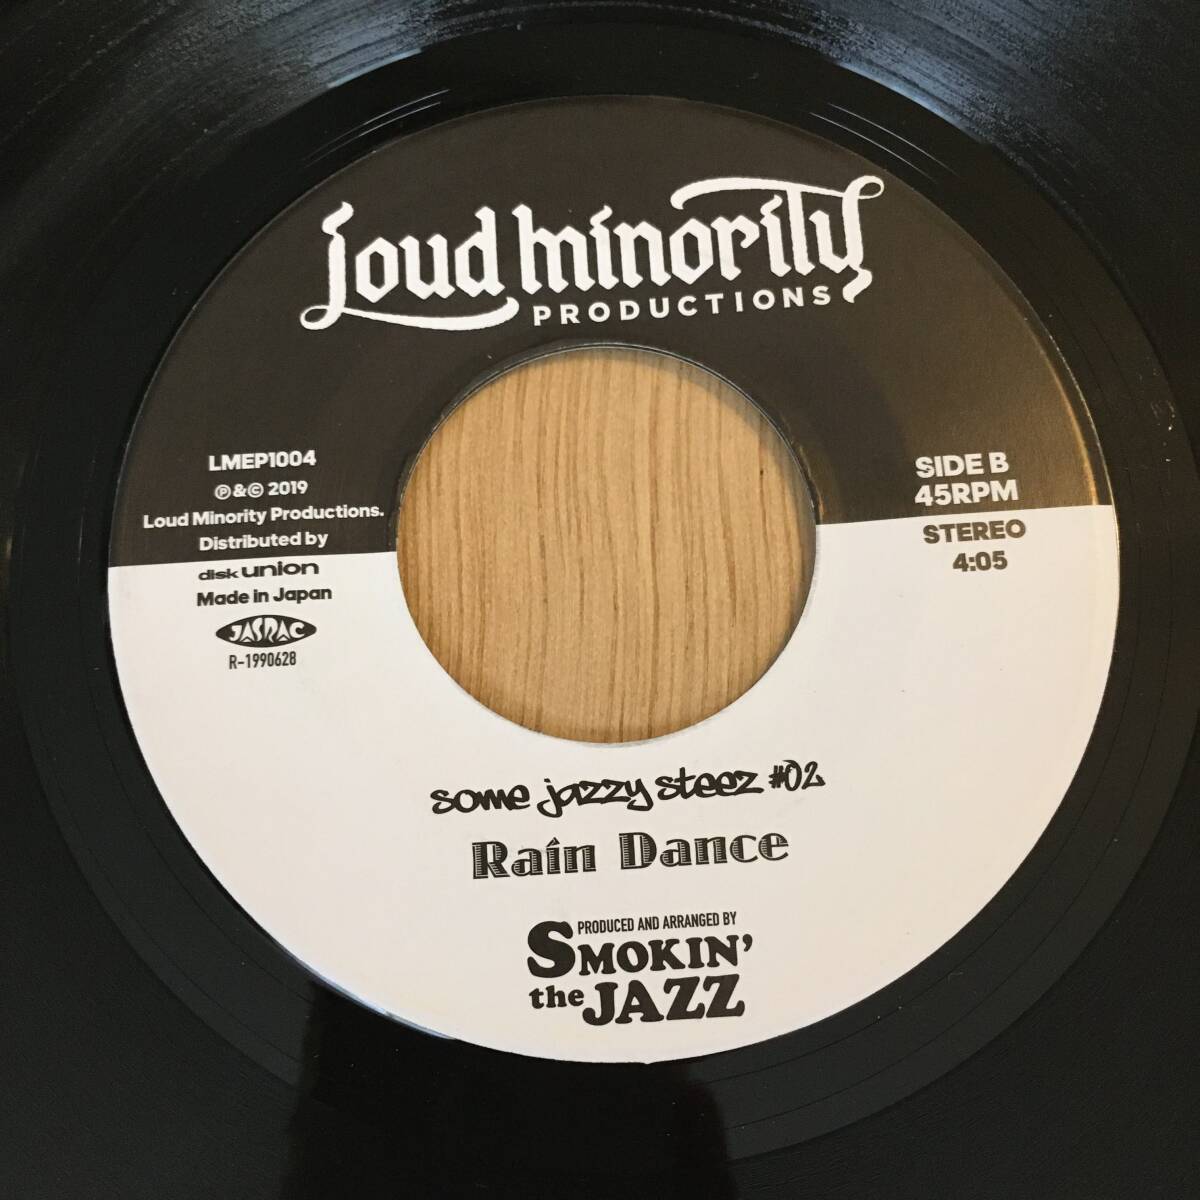 Loud minority
PRODUCTIONS
LMEP1004
℗&© 2019
Loud Minority Productions.
Distributed by
disk union
Made in Japan
JASRAC
R-1990628
SIDE B
45RPM
STEREO
4:05
some jazzy steez #02
Rain Dance
PRODUCED AND ARRANGED BY
SMOKIN'
the JAZZ